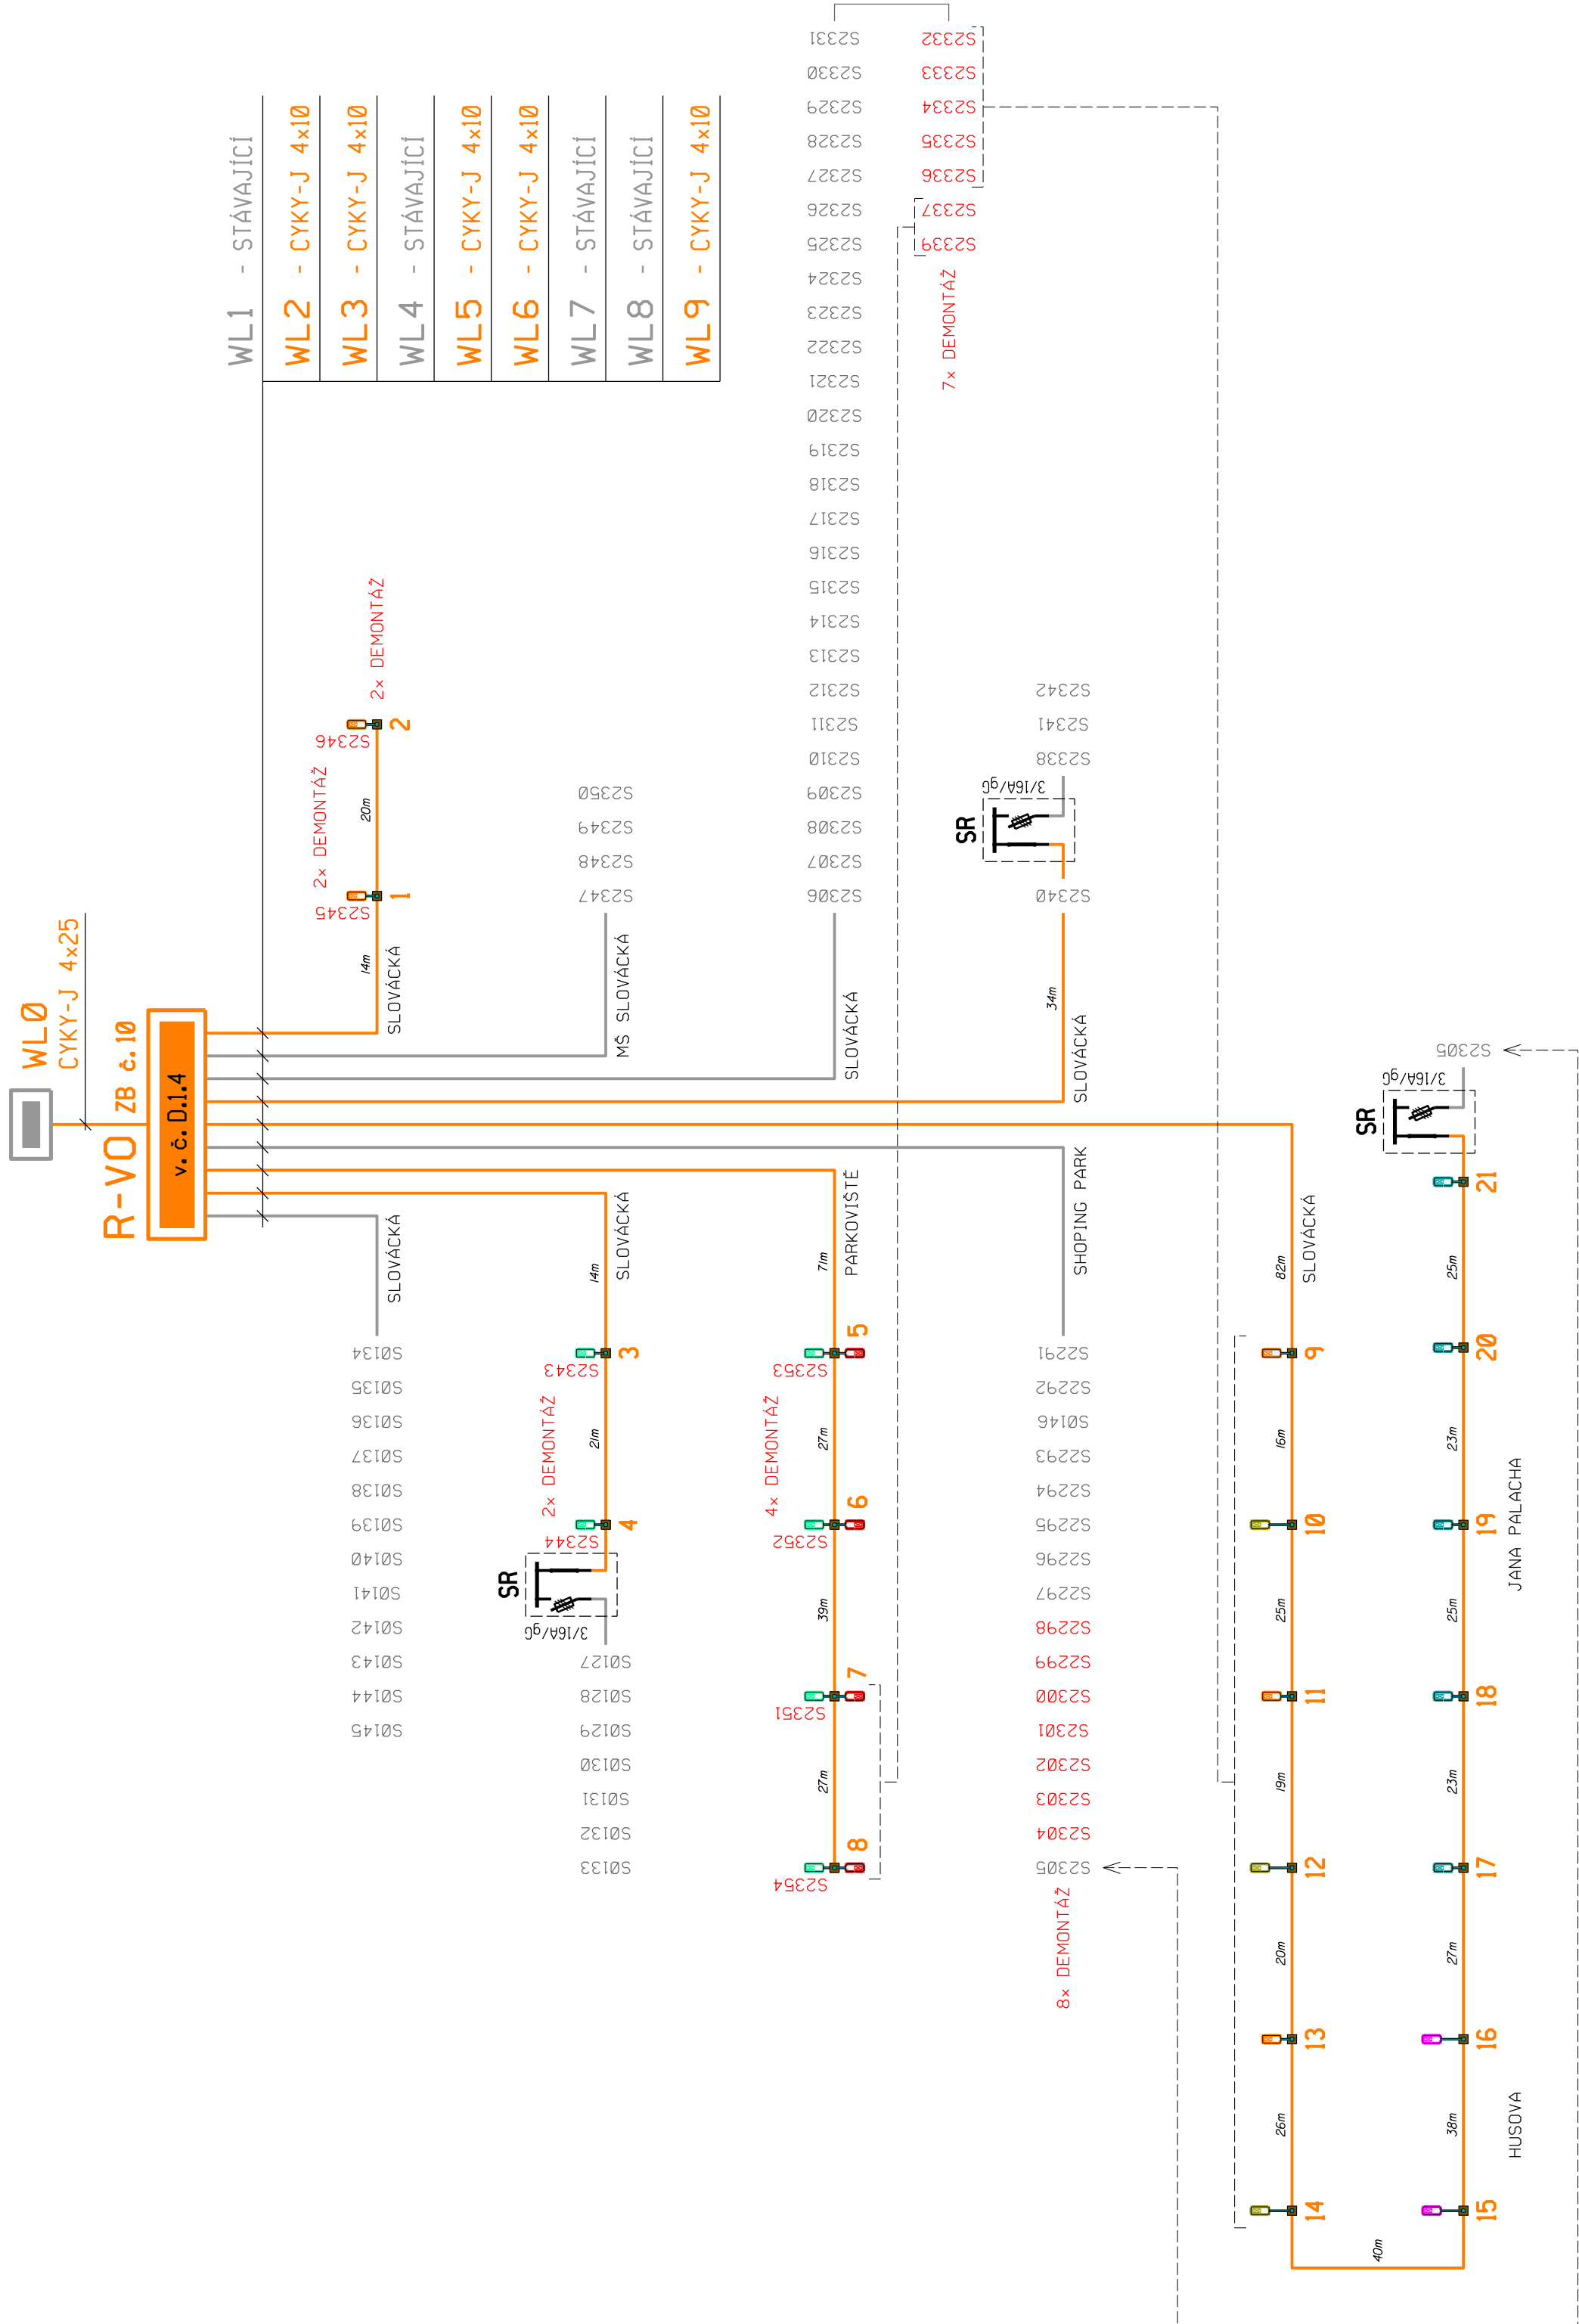 WL0
CYKY-J 4x25
R-VO
ZB č.10
v. č. D.1.4
WL1 - STÁVAJÍCÍ
WL2 - CYKY-J 4x10
WL3 - CYKY-J 4x10
WL4 - STÁVAJÍCÍ
WL5 - CYKY-J 4x10
WL6 - CYKY-J 4x10
WL7 - STÁVAJÍCÍ
WL8 - STÁVAJÍCÍ
WL9 - CYKY-J 4x10
SLOVÁCKÁ
S0134
S0135
S0136
S0137
S0138
S0139
S0140
S0141
S0142
S0143
S0144
S0145
SLOVÁCKÁ
14m
S2345
2x DEMONTÁŽ
1
20m
S2346
2x DEMONTÁŽ
2
SLOVÁCKÁ
14m
S2343
3
21m
2x DEMONTÁŽ
S2344
4
SR
3/16A/gG
S0127
S0128
S0129
S0130
S0131
S0132
S0133
MŠ SLOVÁCKÁ
S2347
S2348
S2349
S2350
PARKOVIŠTĚ
71m
S2353
5
27m
4x DEMONTÁŽ
S2352
6
39m
S2351
7
27m
S2354
8
SLOVÁCKÁ
S2306
S2307
S2308
S2309
S2310
S2311
S2312
S2313
S2314
S2315
S2316
S2317
S2318
S2319
S2320
S2321
S2322
S2323
S2324
S2325
S2326
S2327
S2328
S2329
S2330
S2331
S2332
S2333
S2334
S2335
S2336
S2337
S2339
7x DEMONTÁŽ
SHOPING PARK
S2291
S2292
S0146
S2293
S2294
S2295
S2296
S2297
S2298
S2299
S2300
S2301
S2302
S2303
S2304
S2305
8x DEMONTÁŽ
SLOVÁCKÁ
34m
S2340
SR
3/16A/gG
S2338
S2341
S2342
SLOVÁCKÁ
82m
9
16m
10
25m
11
19m
12
20m
13
26m
14
40m
15
HUSOVA
38m
16
27m
17
23m
18
25m
JANA PALACHA
19
23m
20
25m
21
SR
3/16A/gG
S2305